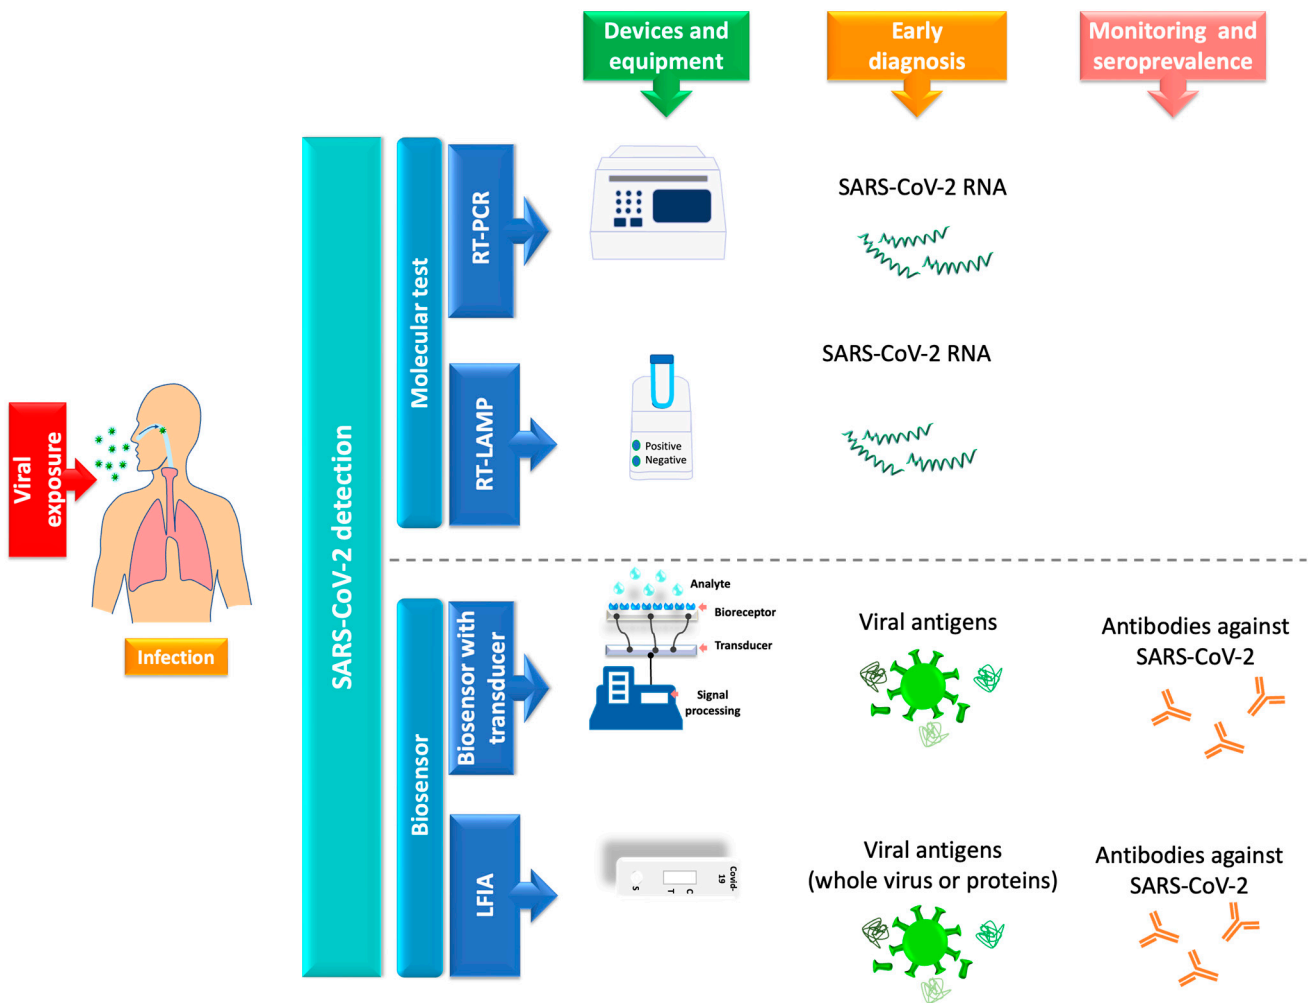 Devices and
equipment
Early
diagnosis
Monitoring and
seroprevalence
Viral
exposure
Infection
SARS-CoV-2 detection
Molecular test
RT-PCR
SARS-CoV-2 RNA
RT-LAMP
Positive
Negative
SARS-CoV-2 RNA
Biosensor
Biosensor with
transducer
Analyte
Bioreceptor
Transducer
Signal
processing
Viral antigens
Antibodies against
SARS-CoV-2
LFIA
S
C
T
Covid-
19
Viral antigens
(whole virus or proteins)
Antibodies against
SARS-CoV-2